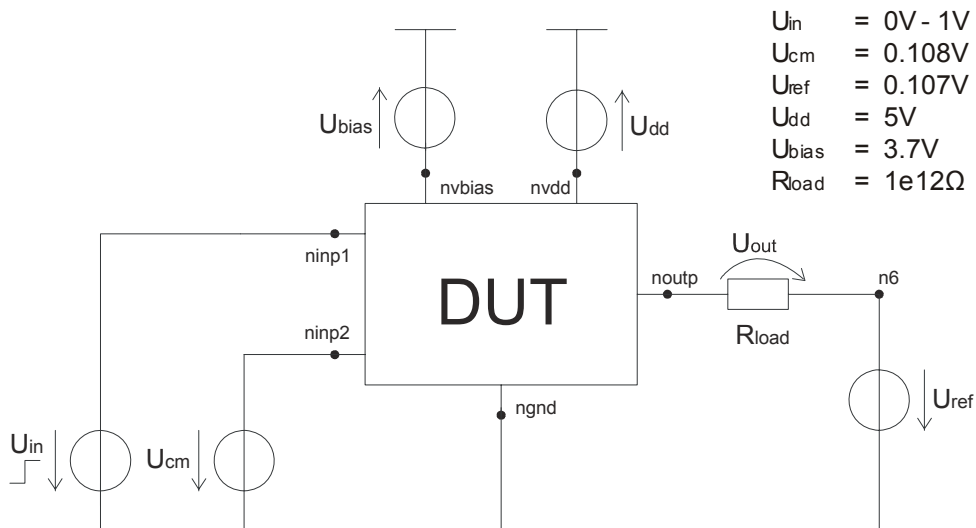 Uin = 0V - 1V
Ucm = 0.108V
Uref = 0.107V
Udd = 5V
Ubias = 3.7V
Rload = 1e12Ω
Ubias
Udd
nvbias
nvdd
ninp1
Uout
noutp
n6
DUT
Rload
ninp2
ngnd
Uref
Uin
Ucm